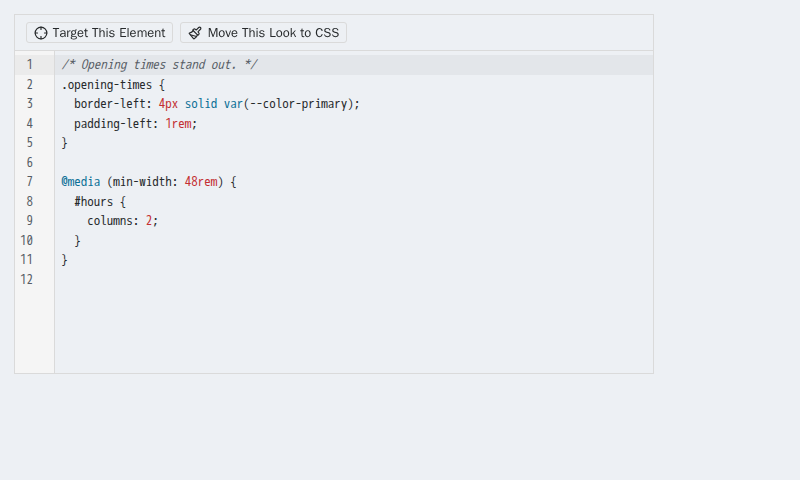 Target This Element
Move This Look to CSS
1 /* Opening times stand out. */
2 .opening-times {
3   border-left: 4px solid var(--color-primary);
4   padding-left: 1rem;
5 }
6
7 @media (min-width: 48rem) {
8   #hours {
9     columns: 2;
10   }
11 }
12